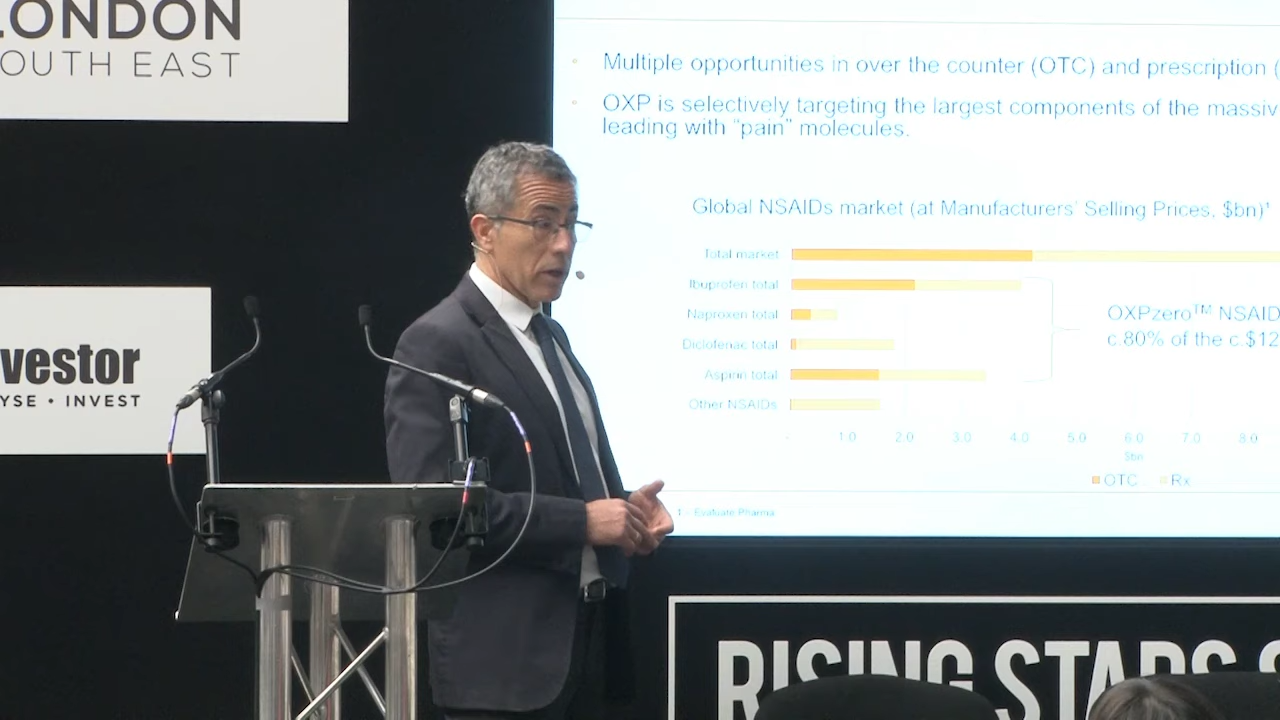 LONDON
OUTH EAST
vestor
YSE • INVEST
Multiple opportunities in over the counter (OTC) and prescription (
OXP is selectively targeting the largest components of the massiv
leading with “pain” molecules.
Global NSAIDs market (at Manufacturers' Selling Prices, $bn)¹
Total market
Ibuprofen total
Naproxen total
Diclofenac total
Aspirin total
Other NSAIDs
OXPzero™ NSAID
c.80% of the c.$12
- 1.0 2.0 3.0 4.0 5.0 6.0 7.0 8.0
$bn
OTC Rx
1 – Evaluate Pharma
RISING STARS S